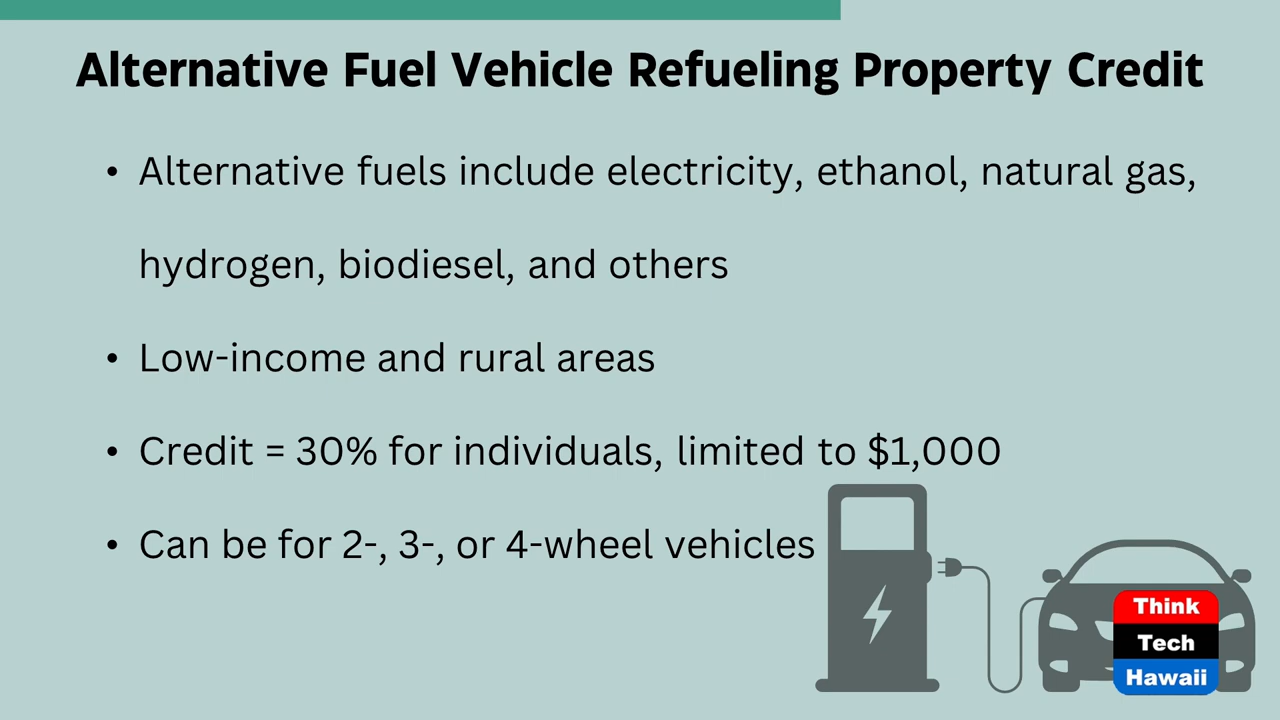 Alternative Fuel Vehicle Refueling Property Credit
• Alternative fuels include electricity, ethanol, natural gas,
hydrogen, biodiesel, and others
• Low-income and rural areas
• Credit = 30% for individuals, limited to $1,000
• Can be for 2-, 3-, or 4-wheel vehicles
Think
Tech
Hawaii